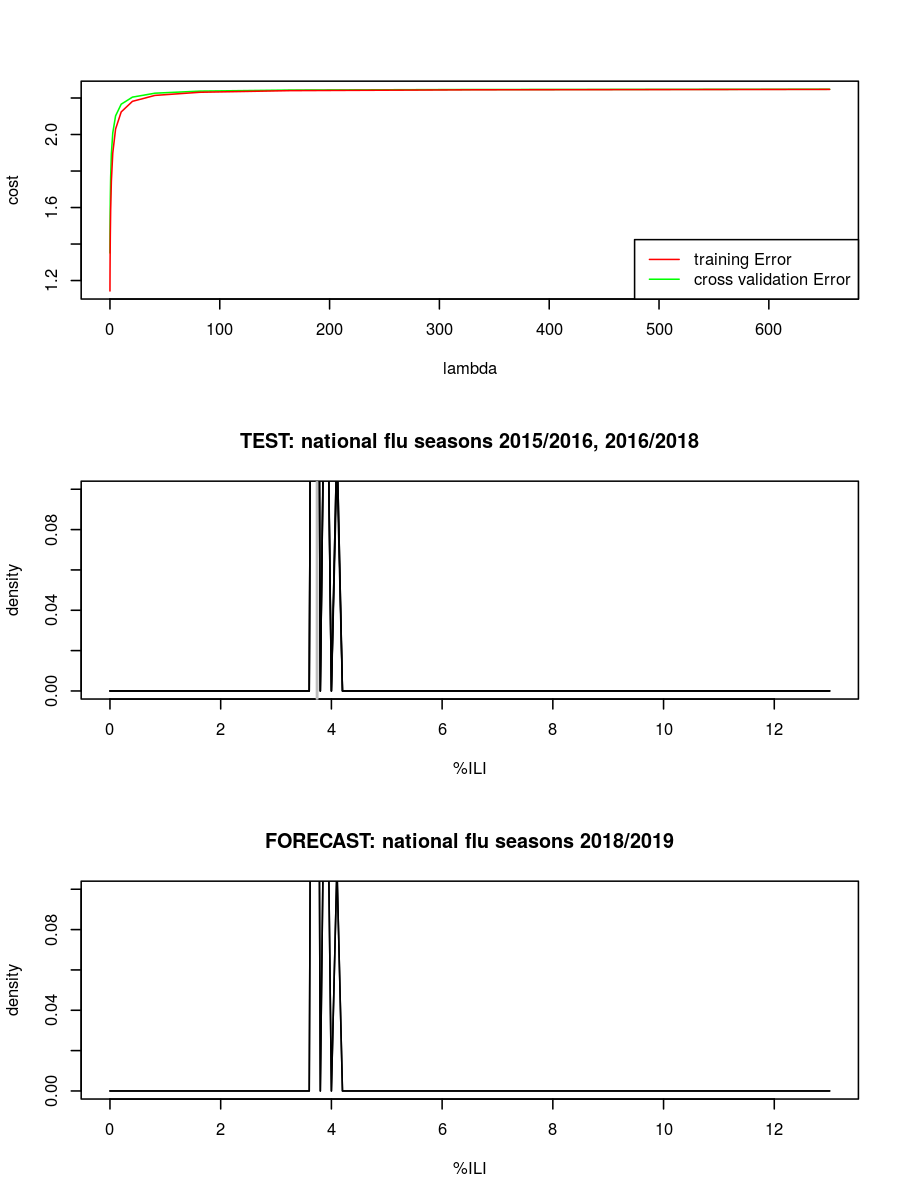 cost
2.0
1.6
1.2
training Error
cross validation Error
0 100 200 300 400 500 600
lambda
TEST: national flu seasons 2015/2016, 2016/2018
density
0.08
0.04
0.00
0 2 4 6 8 10 12
%ILI
FORECAST: national flu seasons 2018/2019
density
0.08
0.04
0.00
0 2 4 6 8 10 12
%ILI